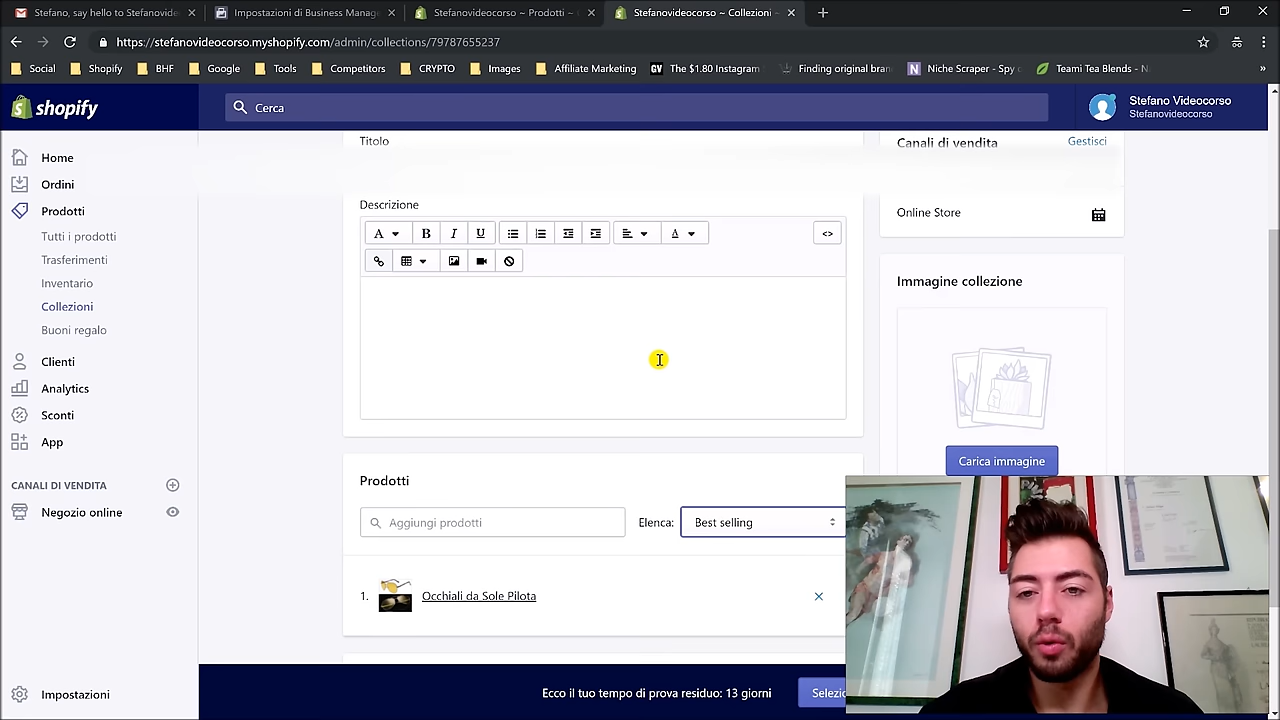 Stefano, say hello to Stefanovide
Impostazioni di Business Manag
Stefanovideocorso ~ Prodotti ~
Stefanovideocorso ~ Collezioni ~
https://stefanovideocorso.myshopify.com/admin/collections/79787655237
Social
Shopify
BHF
Google
Tools
Competitors
CRYPTO
Images
Affiliate Marketing
GV The $1.80 Instagram
Finding original bran
N Niche Scraper - Spy
Teami Tea Blends - N
»
shopify
Cerca
Stefano Videocorso
Stefanovideocorso
Home
Ordini
Prodotti
Tutti i prodotti
Trasferimenti
Inventario
Collezioni
Buoni regalo
Clienti
Analytics
Sconti
App
CANALI DI VENDITA
Negozio online
Impostazioni
Titolo
Descrizione
A B I U A <>
Prodotti
Aggiungi prodotti
Elenca: Best selling
1. Occhiali da Sole Pilota
Canali di vendita Gestisci
Online Store
Immagine collezione
Carica immagine
Ecco il tuo tempo di prova residuo: 13 giorni
Selezi